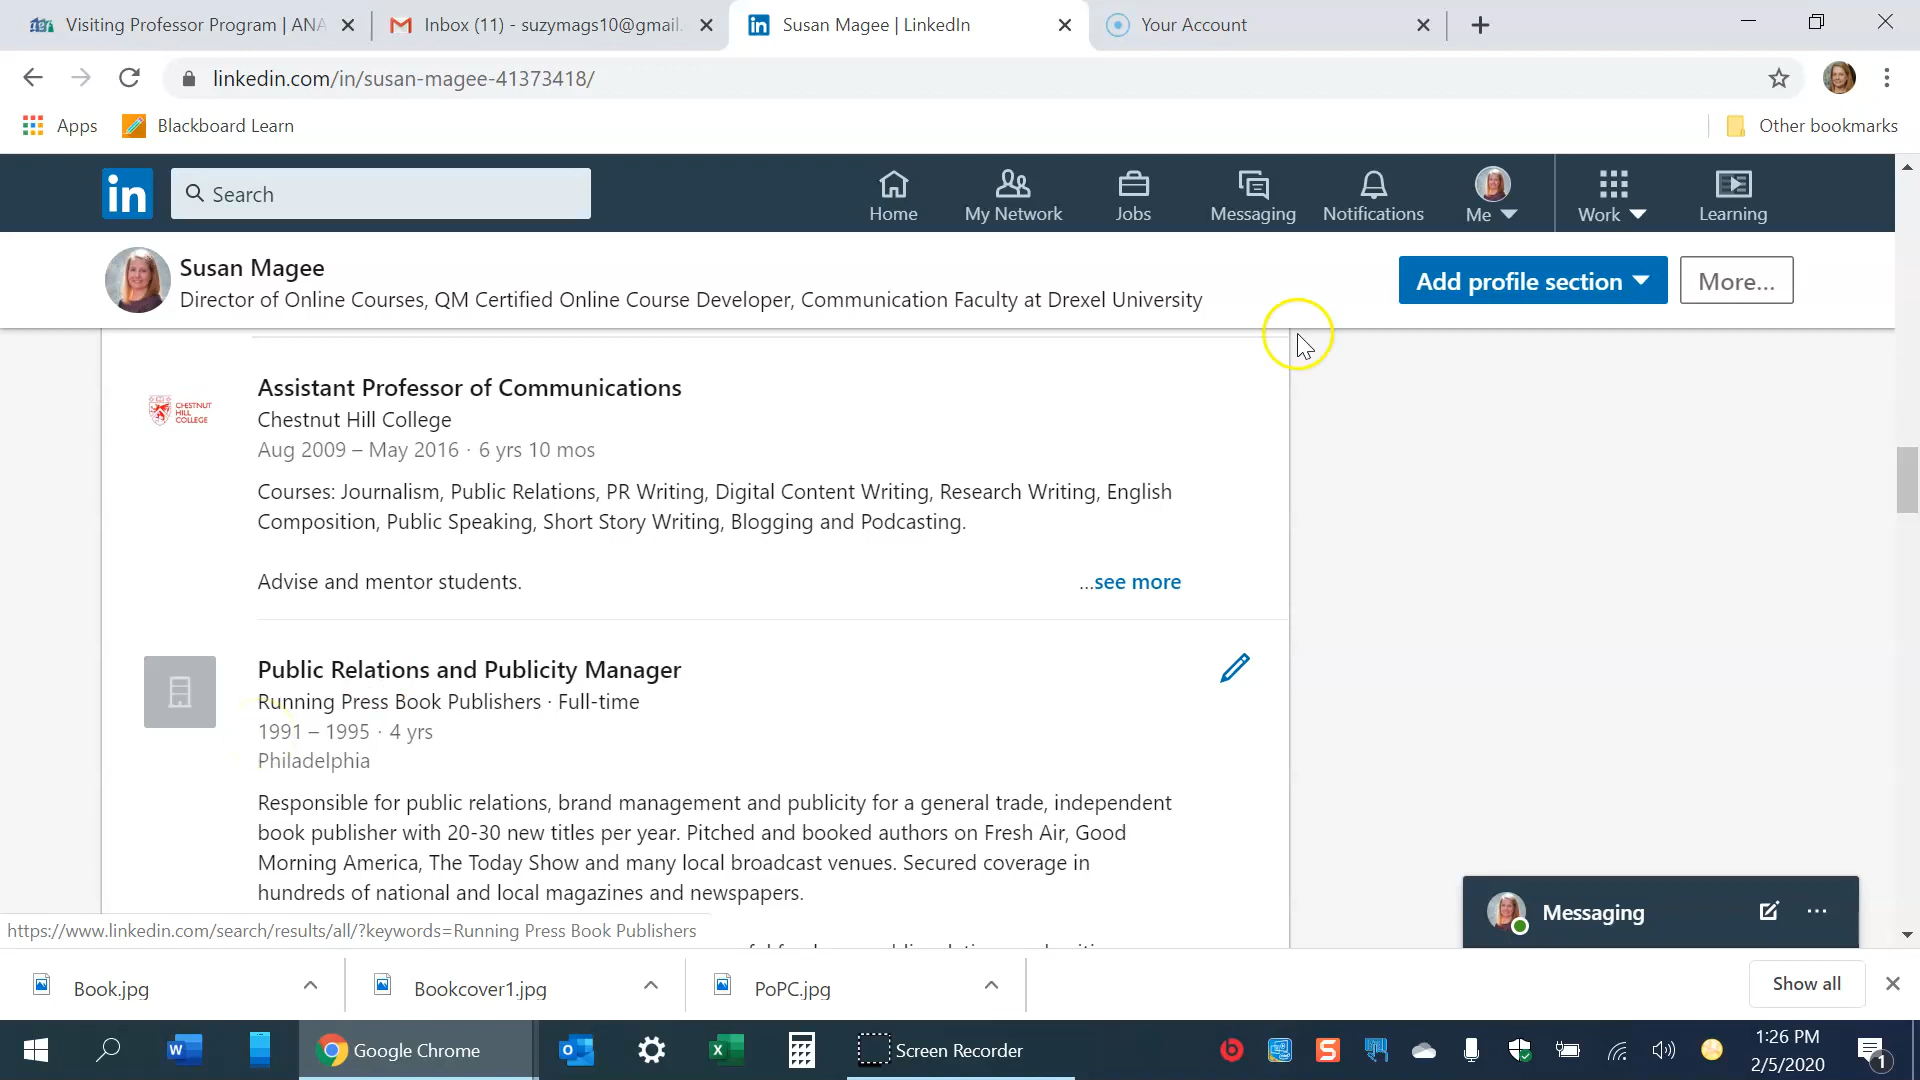 Visiting Professor Program | ANA
Inbox (11) - suzymags10@gmail.
Susan Magee | LinkedIn
Your Account
linkedin.com/in/susan-magee-41373418/
Apps
Blackboard Learn
Other bookmarks
in
Search
Home
My Network
Jobs
Messaging
Notifications
Me
Work
Learning
Susan Magee
Director of Online Courses, QM Certified Online Course Developer, Communication Faculty at Drexel University
Add profile section
More...
CHESTNUT
HILL
COLLEGE
Assistant Professor of Communications
Chestnut Hill College
Aug 2009 – May 2016 · 6 yrs 10 mos
Courses: Journalism, Public Relations, PR Writing, Digital Content Writing, Research Writing, English
Composition, Public Speaking, Short Story Writing, Blogging and Podcasting.
Advise and mentor students.
...see more
Public Relations and Publicity Manager
Running Press Book Publishers · Full-time
1991 – 1995 · 4 yrs
Philadelphia
Responsible for public relations, brand management and publicity for a general trade, independent
book publisher with 20-30 new titles per year. Pitched and booked authors on Fresh Air, Good
Morning America, The Today Show and many local broadcast venues. Secured coverage in
hundreds of national and local magazines and newspapers.
Messaging
https://www.linkedin.com/search/results/all/?keywords=Running Press Book Publishers
Book.jpg
Bookcover1.jpg
PoPC.jpg
Show all
Google Chrome
Screen Recorder
1:26 PM
2/5/2020
1